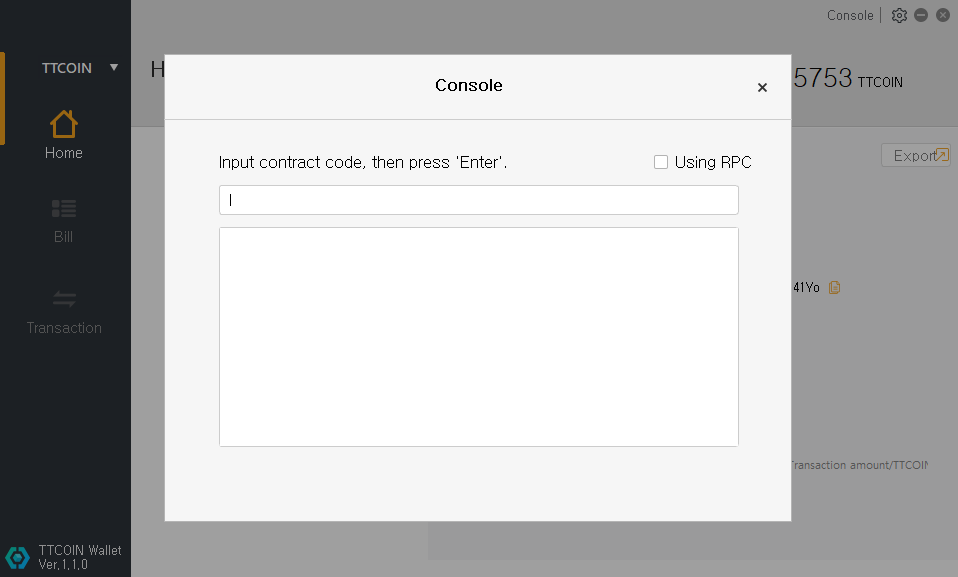 Console
TTCOIN
H
5753 TTCOIN
Console
Home
Input contract code, then press 'Enter'.
Using RPC
Export
Bill
41Yo
Transaction
Transaction amount/TTCOIN
TTCOIN Wallet
Ver.1.1.0